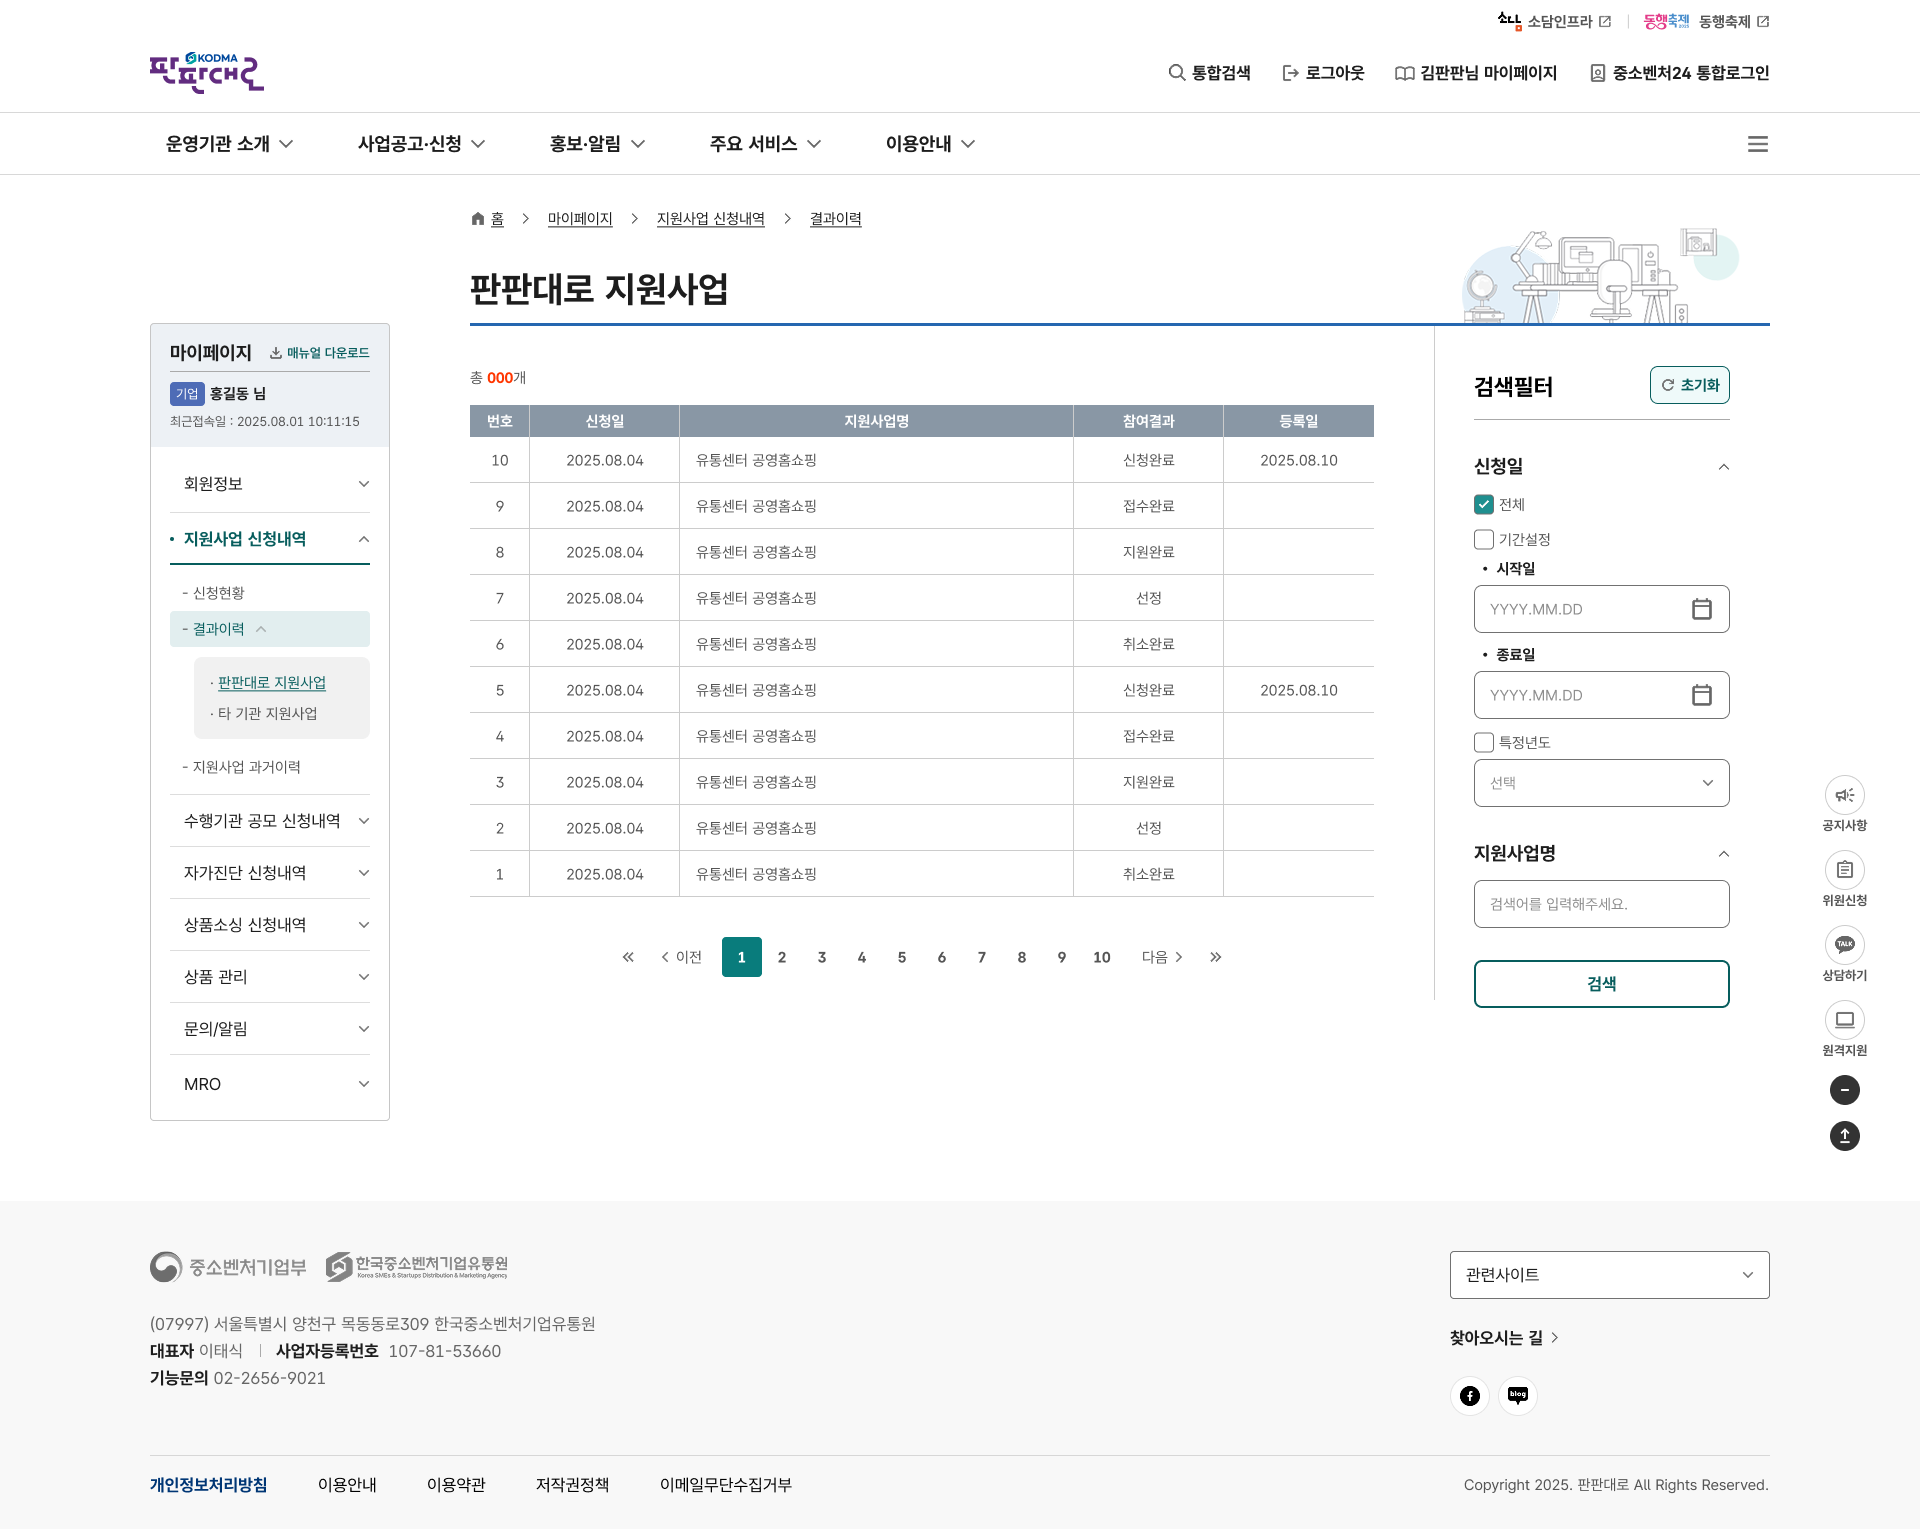 소담인프라
동행축제 2025 동행축제
KODMA
판판대로
통합검색 로그아웃 김판판님 마이페이지 중소벤처24 통합로그인
운영기관 소개 사업공고·신청 홍보·알림 주요 서비스 이용안내
홈 > 마이페이지 > 지원사업 신청내역 > 결과이력
판판대로 지원사업
마이페이지 매뉴얼 다운로드
기업 홍길동 님
최근접속일 : 2025.08.01 10:11:15
회원정보
• 지원사업 신청내역
- 신청현황
- 결과이력
· 판판대로 지원사업
· 타 기관 지원사업
- 지원사업 과거이력
수행기관 공모 신청내역
자가진단 신청내역
상품소싱 신청내역
상품 관리
문의/알림
MRO
총 000개
번호 신청일 지원사업명 참여결과 등록일
10 2025.08.04 유통센터 공영홈쇼핑 신청완료 2025.08.10
9 2025.08.04 유통센터 공영홈쇼핑 접수완료
8 2025.08.04 유통센터 공영홈쇼핑 지원완료
7 2025.08.04 유통센터 공영홈쇼핑 선정
6 2025.08.04 유통센터 공영홈쇼핑 취소완료
5 2025.08.04 유통센터 공영홈쇼핑 신청완료 2025.08.10
4 2025.08.04 유통센터 공영홈쇼핑 접수완료
3 2025.08.04 유통센터 공영홈쇼핑 지원완료
2 2025.08.04 유통센터 공영홈쇼핑 선정
1 2025.08.04 유통센터 공영홈쇼핑 취소완료
이전 1 2 3 4 5 6 7 8 9 10 다음
검색필터 초기화
신청일
전체
기간설정
• 시작일
YYYY.MM.DD
• 종료일
YYYY.MM.DD
특정년도
선택
지원사업명
검색어를 입력해주세요.
검색
공지사항
위원신청
TALK
상담하기
원격지원
중소벤처기업부 한국중소벤처기업유통원
Korea SMEs & Startups Distribution & Marketing Agency
(07997) 서울특별시 양천구 목동동로309 한국중소벤처기업유통원
대표자 이태식 | 사업자등록번호 107-81-53660
기능문의 02-2656-9021
관련사이트
찾아오시는 길
blog
개인정보처리방침 이용안내 이용약관 저작권정책 이메일무단수집거부
Copyright 2025. 판판대로 All Rights Reserved.